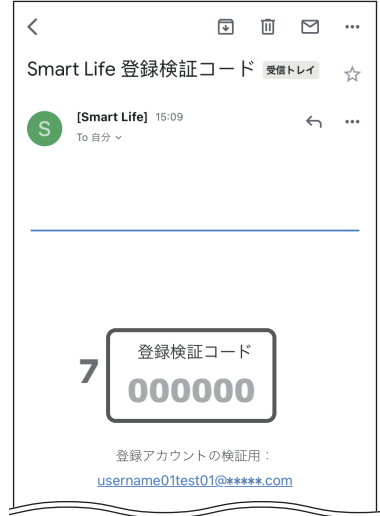 Smart Life 登録検証コード 受信トレイ
[Smart Life] 15:09
S
To 自分
7
登録検証コード
000000
登録アカウントの検証用：
username01test01@*****.com